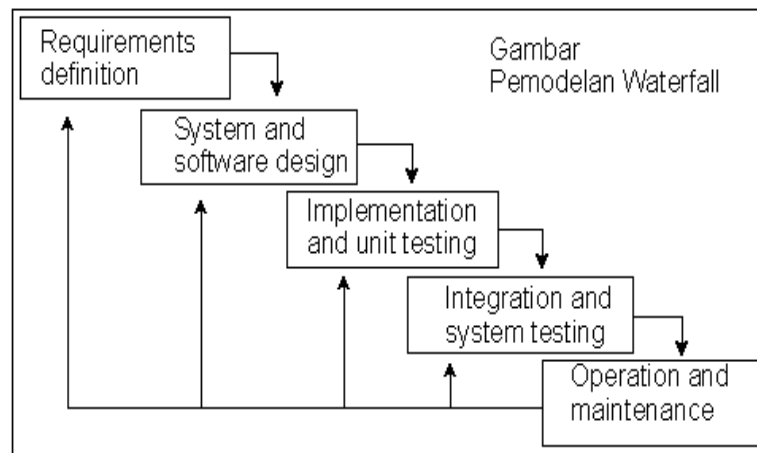 Requirements
definition
Gambar
Pemodelan Waterfall
System and
software design
Implementation
and unit testing
Integration and
system testing
Operation and
maintenance